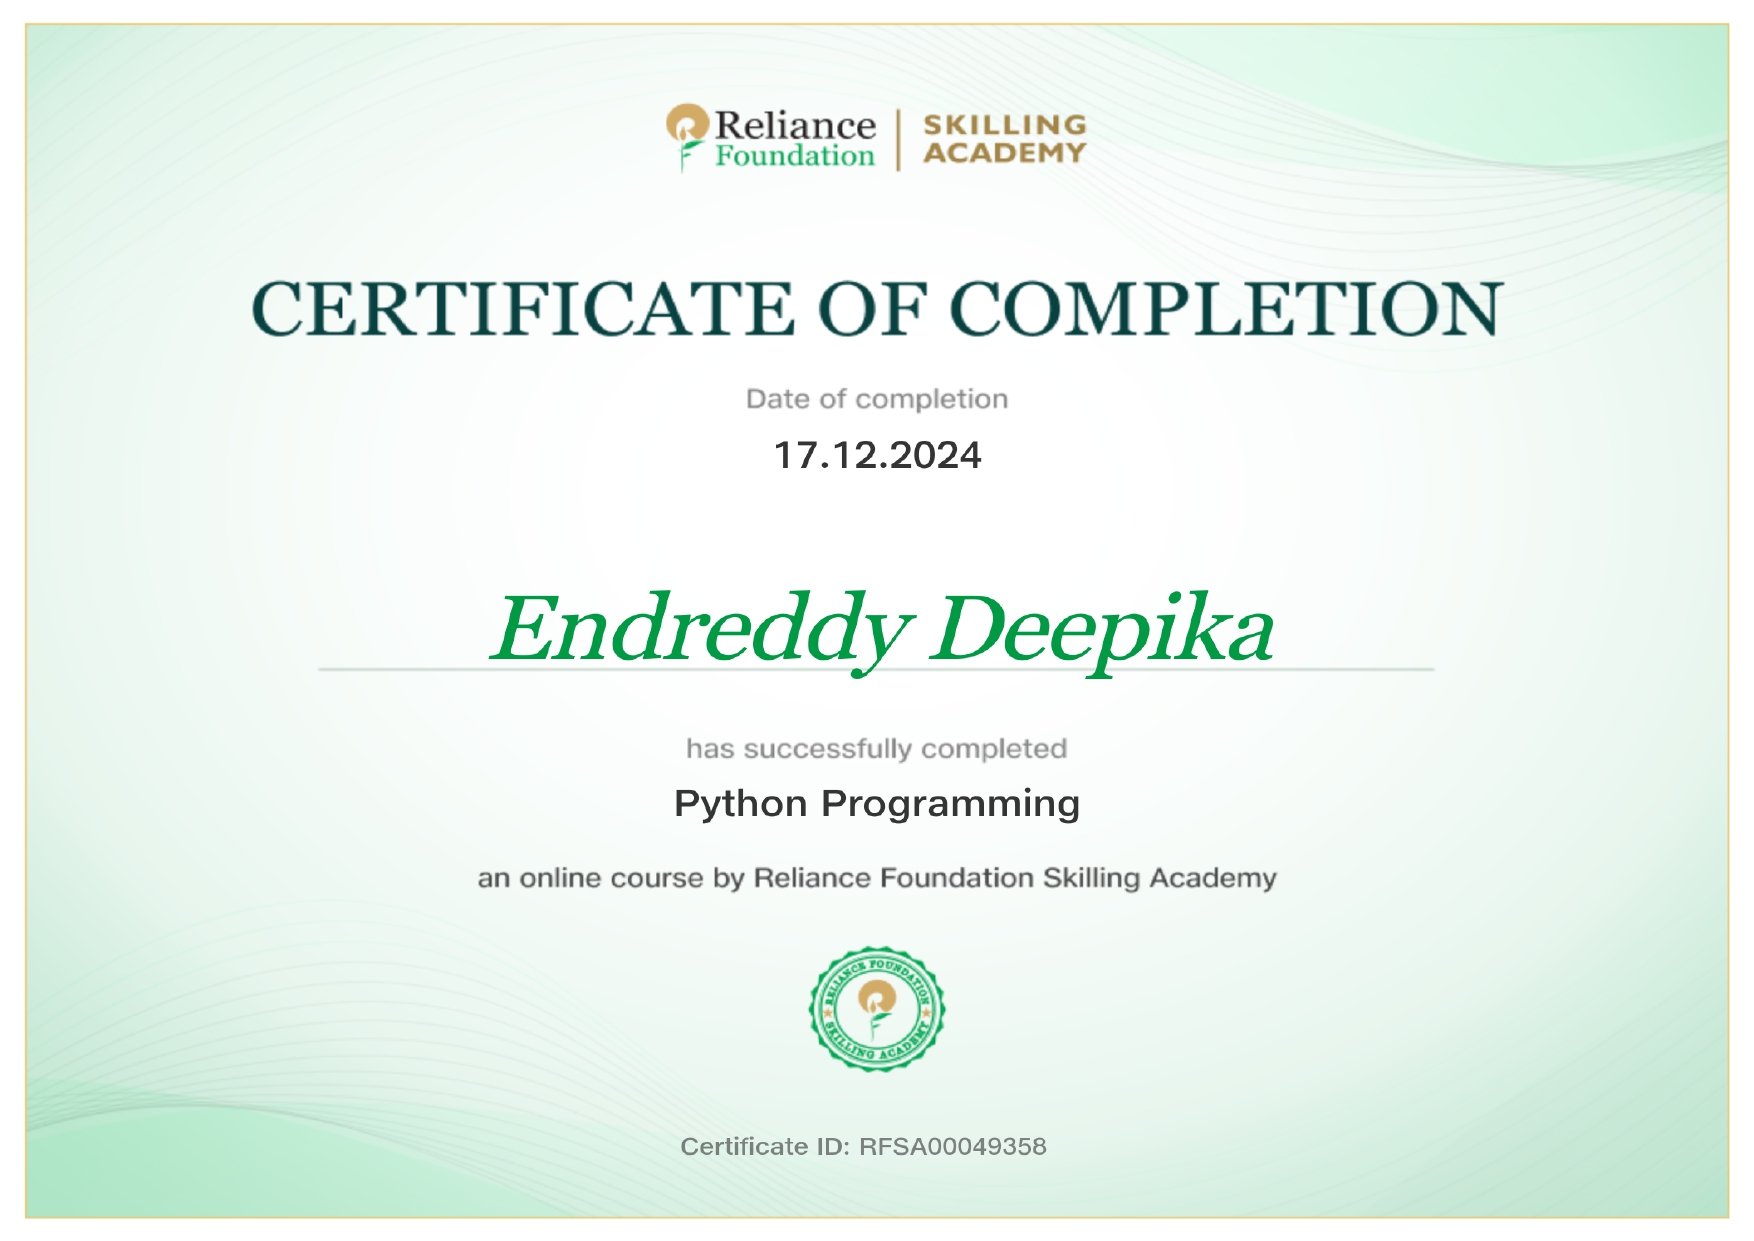 Reliance
Foundation
SKILLING
ACADEMY
CERTIFICATE OF COMPLETION
Date of completion
17.12.2024
Endreddy Deepika
has successfully completed
Python Programming
an online course by Reliance Foundation Skilling Academy
RELIANCE FOUNDATION
SKILLING ACADEMY
Certificate ID: RFSA00049358